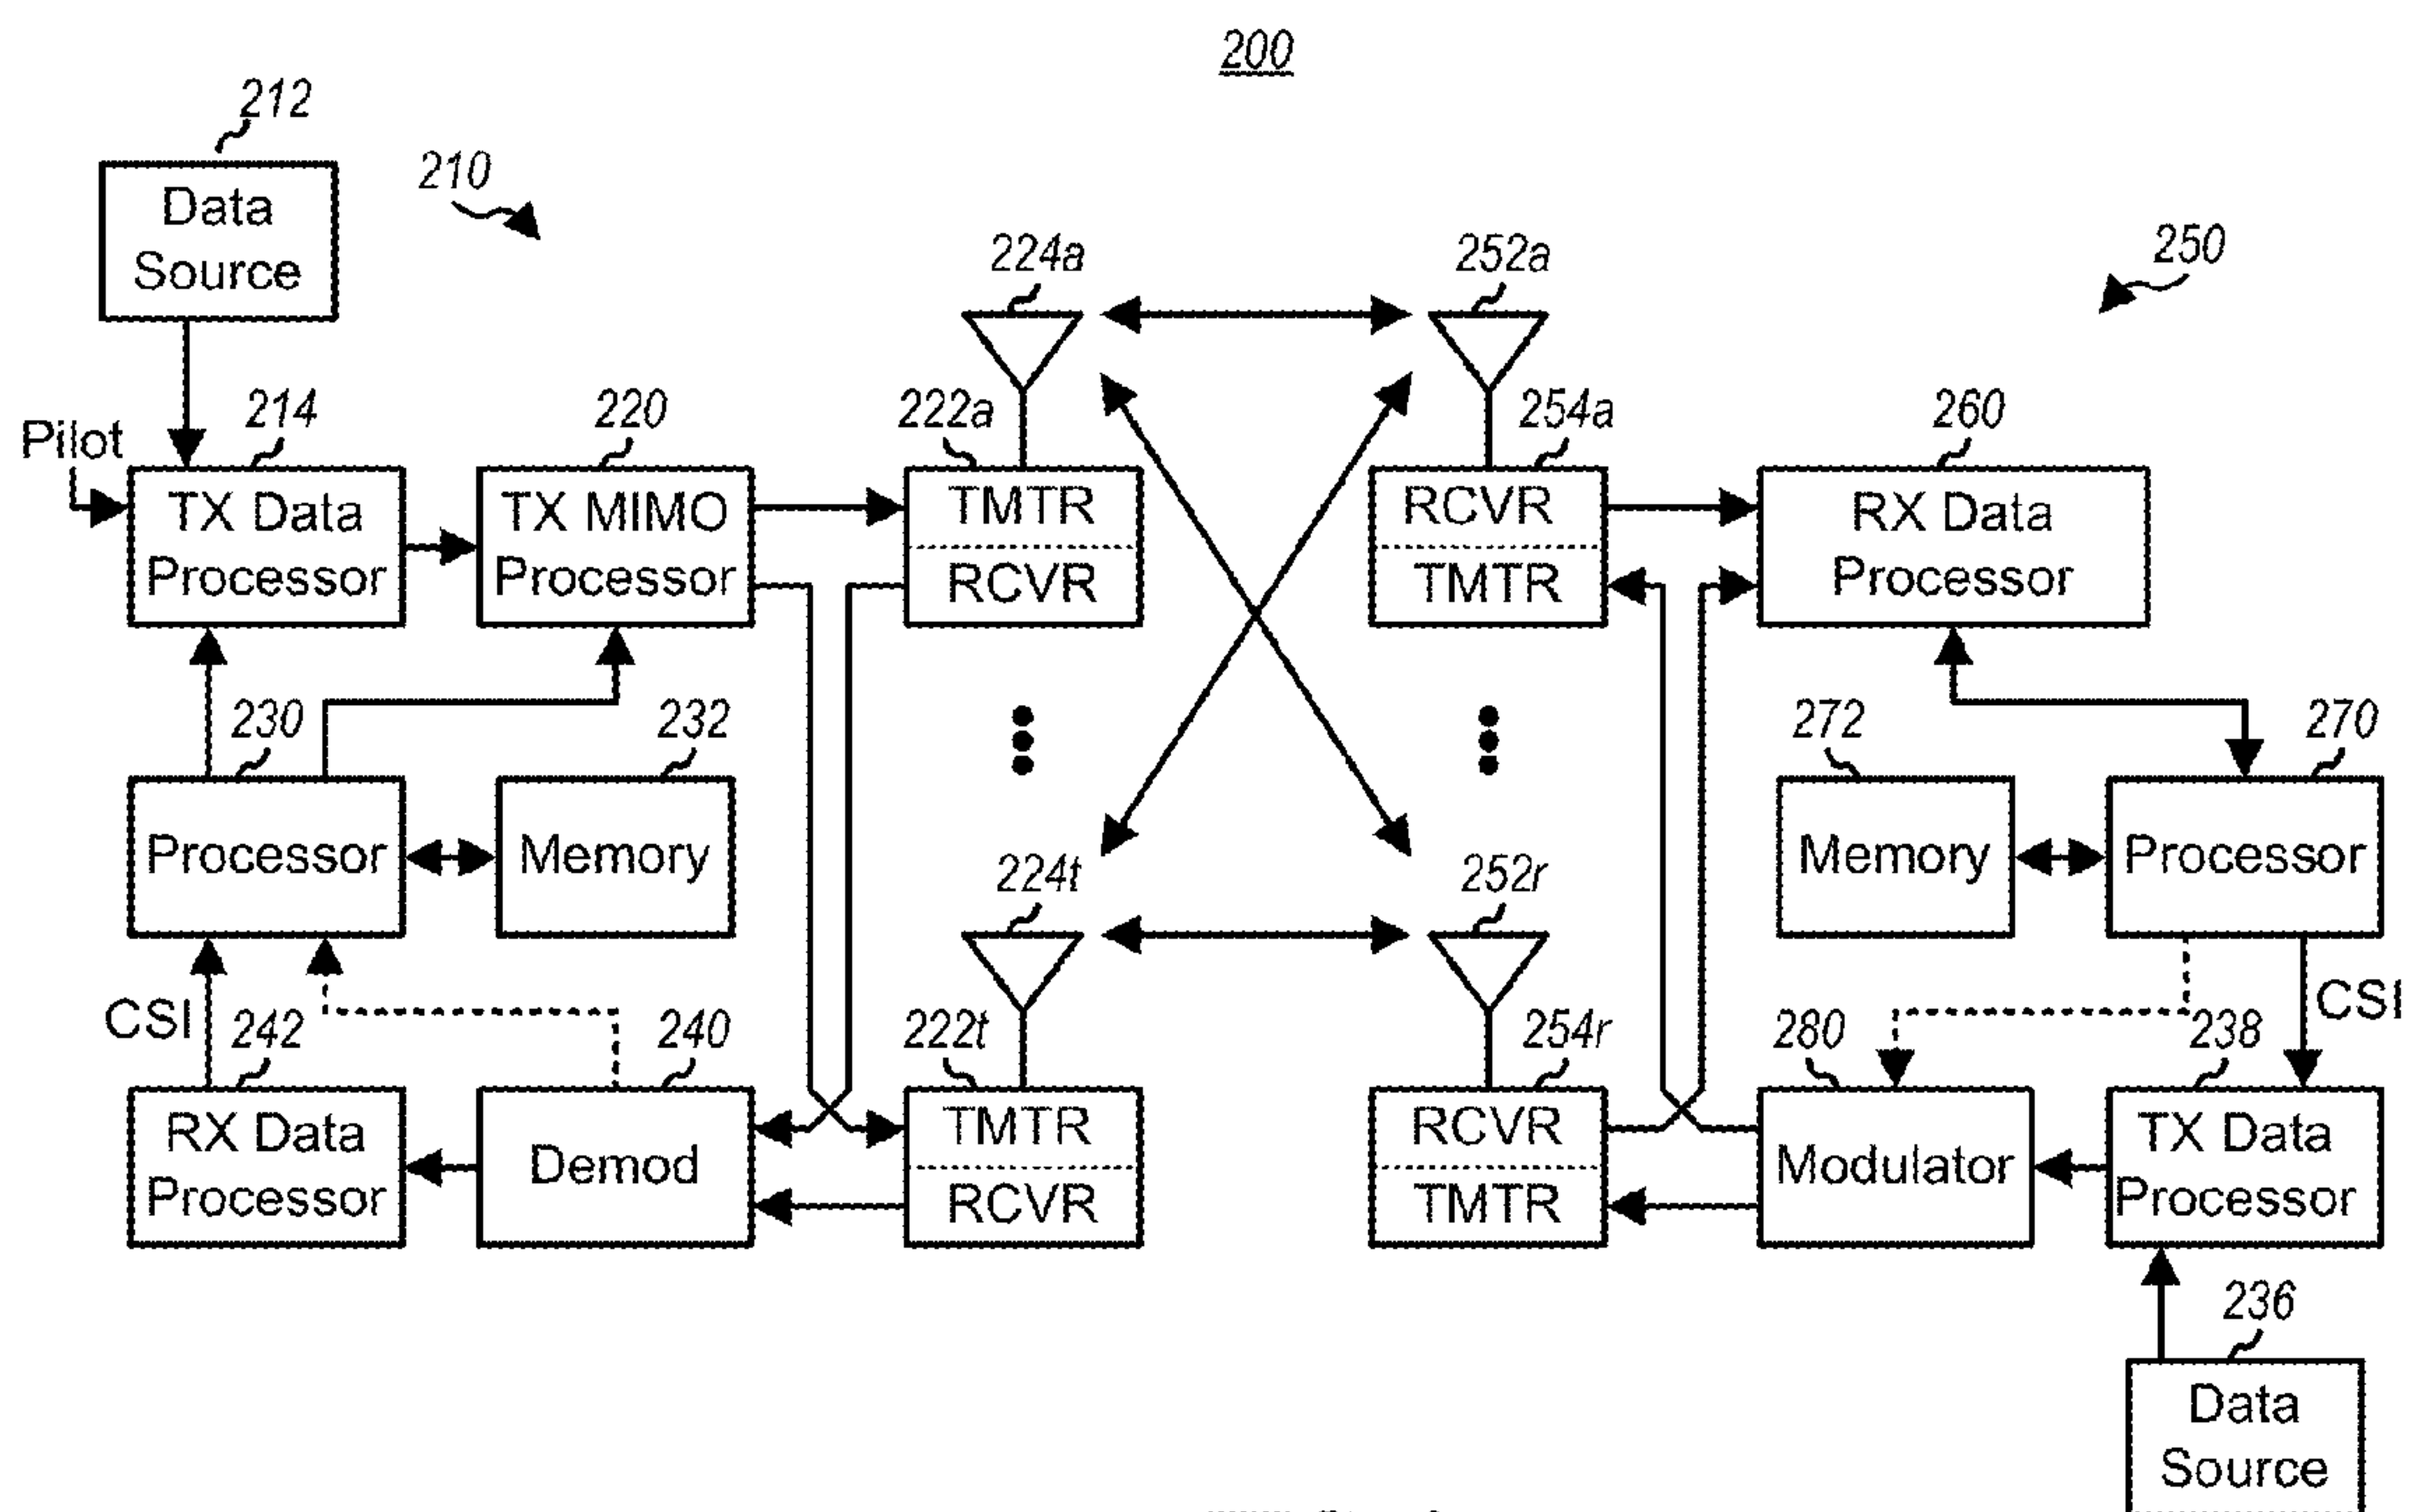 200
212
Data
Source
210
250
224a
252a
Pilot
214
220
222a
254a
260
TX Data
Processor
TX MIMO
Processor
TMTR
RCVR
RCVR
TMTR
RX Data
Processor
230
232
272
270
Processor
Memory
Memory
Processor
224t
252r
CSI
242
240
222t
254r
280
238
CSI
RX Data
Processor
Demod
TMTR
RCVR
RCVR
TMTR
Modulator
TX Data
Processor
236
Data
Source